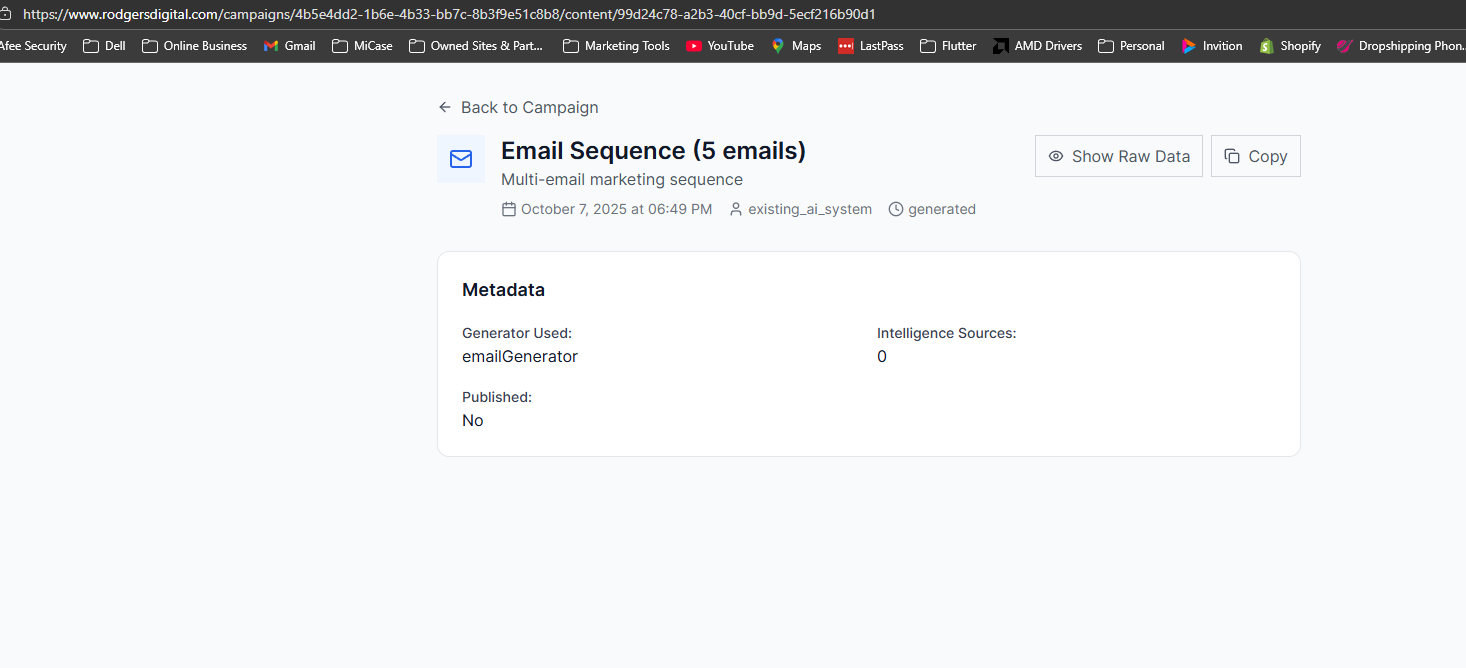 https://www.rodgersdigital.com/campaigns/4b5e4dd2-1b6e-4b33-bb7c-8b3f9e51c8b8/content/99d24c78-a2b3-40cf-bb9d-5ecf216b90d1
Afee Security Dell Online Business Gmail MiCase Owned Sites & Part... Marketing Tools YouTube Maps LastPass Flutter AMD Drivers Personal Invition Shopify Dropshipping Phon...
Back to Campaign
Email Sequence (5 emails)
Show Raw Data Copy
Multi-email marketing sequence
October 7, 2025 at 06:49 PM existing_ai_system generated
Metadata
Generator Used: Intelligence Sources:
emailGenerator 0
Published:
No